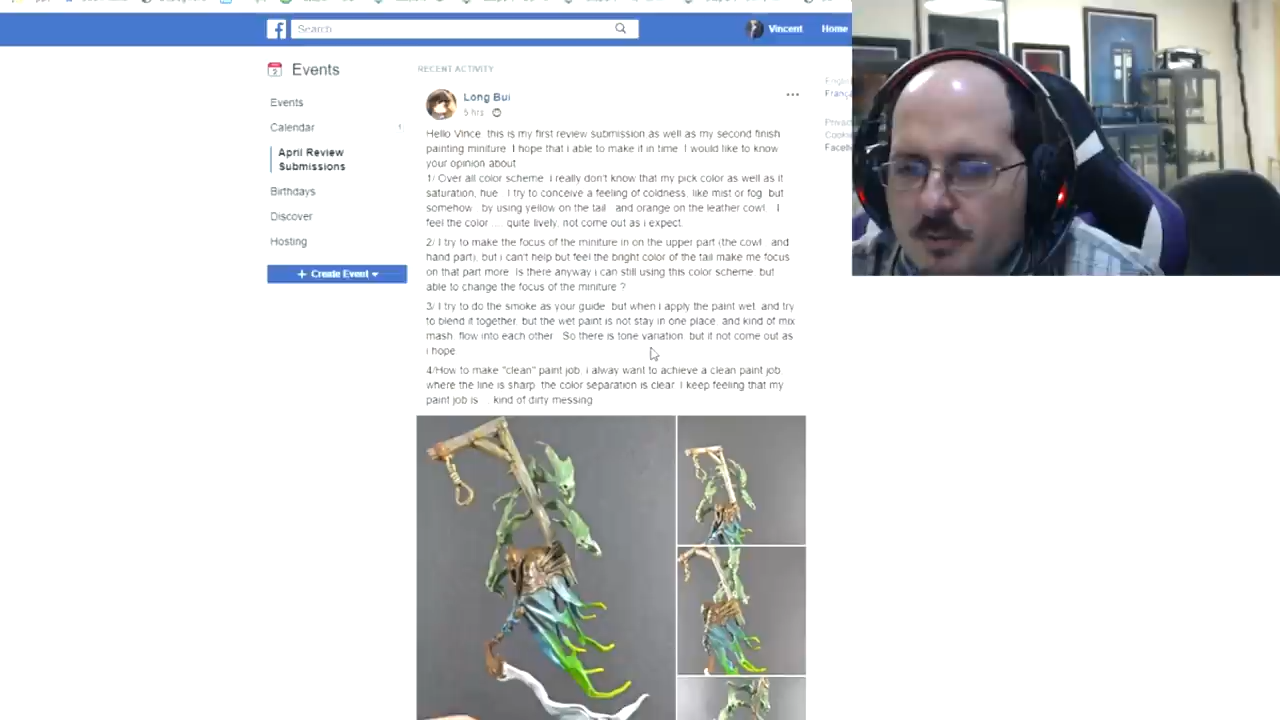 Search
Vincent
Home
Events
RECENT ACTIVITY
Long Bui
5 hrs
Events
Calendar
1
April Review
Submissions
Birthdays
Discover
Hosting
+ Create Event
Hello Vince this is my first review submission as well as my second finish
painting miniture I hope that i able to make it in time I would like to know
your opinion about
1/ Over all color scheme i really don't know that my pick color as well as it
saturation, hue I try to conceive a feeling of coldness, like mist or fog but
somehow by using yellow on the tail and orange on the leather cowl I
feel the color .... quite lively, not come out as i expect.
2/ I try to make the focus of the miniture in on the upper part (the cowl and
hand part), but i can't help but feel the bright color of the tail make me focus
on that part more Is there anyway i can still using this color scheme but
able to change the focus of the miniture ?
3/ I try to do the smoke as your guide but when i apply the paint wet, and try
to blend it together, but the wet paint is not stay in one place, and kind of mix
mash flow into each other So there is tone variation but it not come out as
i hope
4/How to make "clean" paint job, i alway want to achieve a clean paint job
where the line is sharp the color separation is clear I keep feeling that my
paint job is ... kind of dirty messing